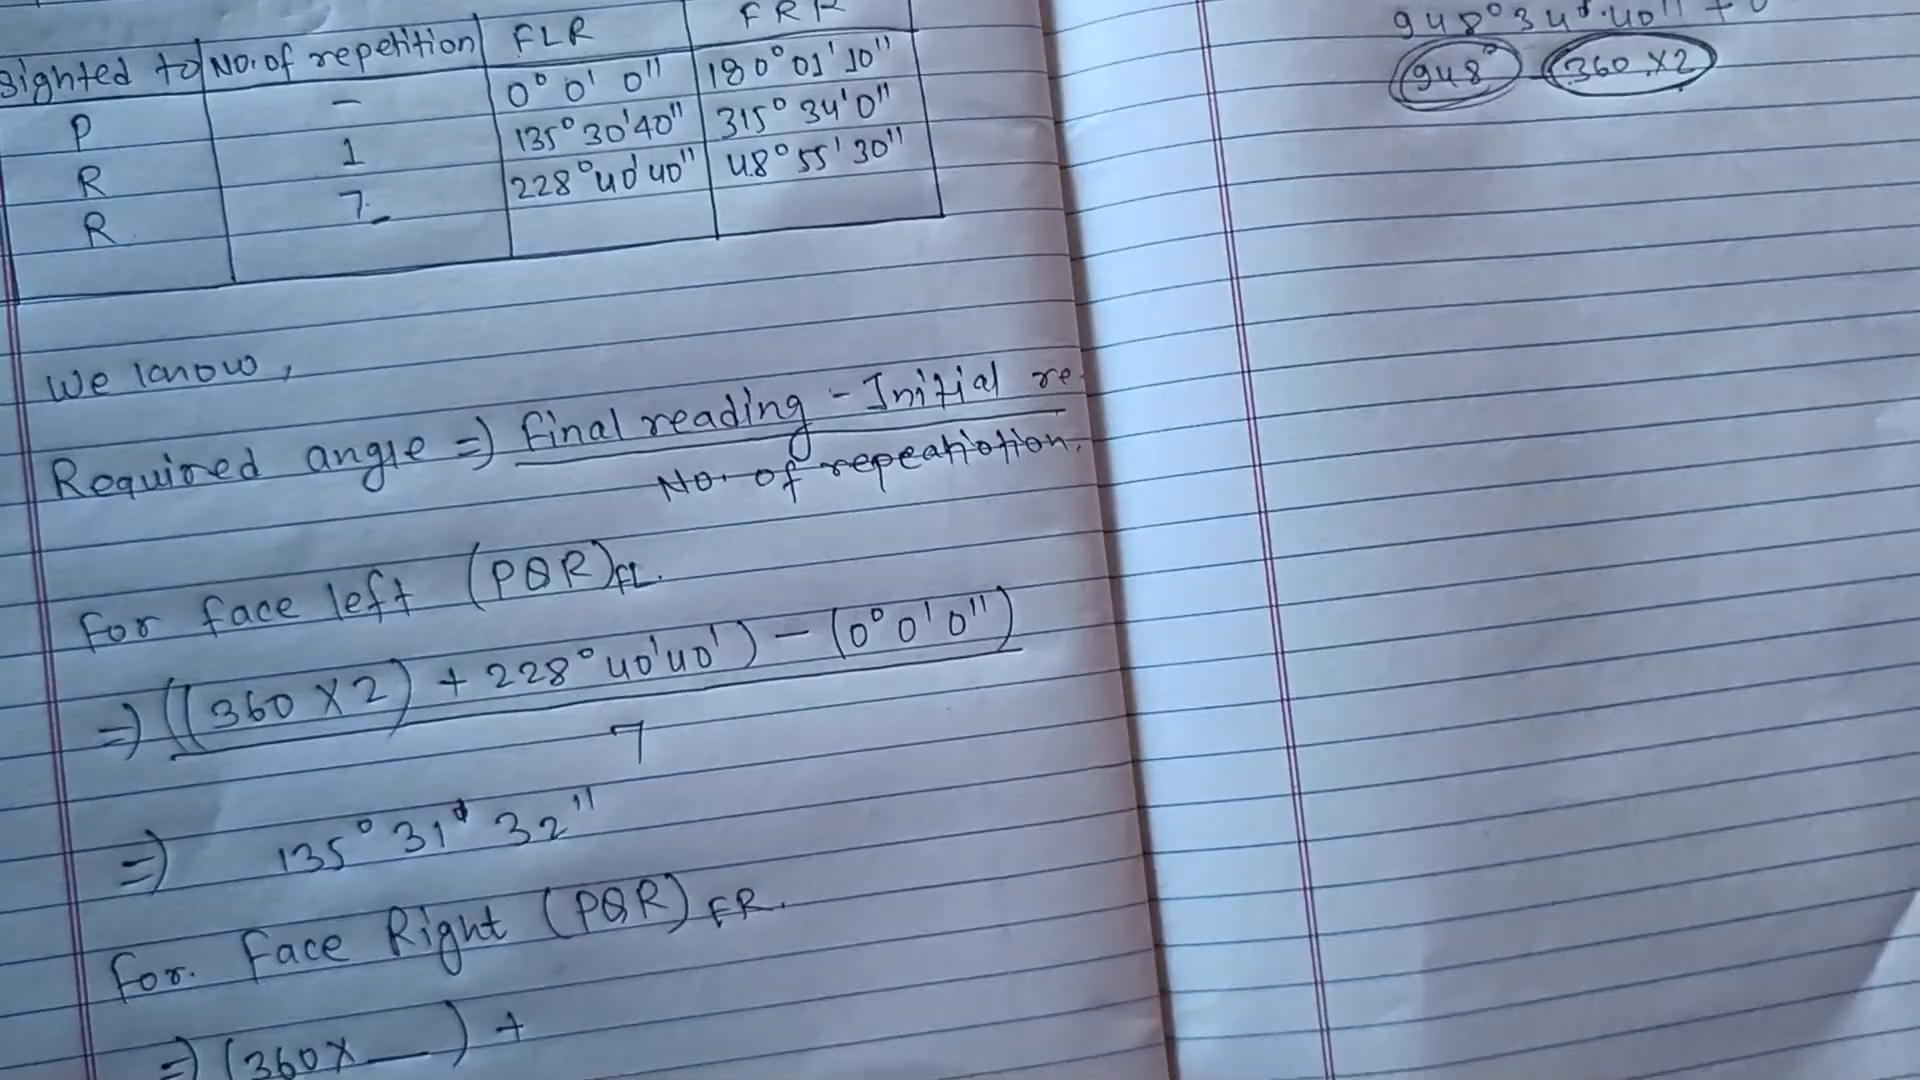 sighted to No. of repetition FLR FRR
P - 0° 0' 0" 180° 01' 10"
R 1 135° 30' 40" 315° 34' 0"
R 7 228° 40' 40" 48° 55' 30"
We know,
Required angle => final reading - Initial re
No. of repeatiotion.
For face left (PQR)FL.
=> ((360 X 2) + 228° 40' 40') - (0° 0' 0")
7
=> 135° 31' 32"
For. Face Right (PQR) FR.
=> (360 X __ ) +
948° 34' 40" +
948° 360 X 2